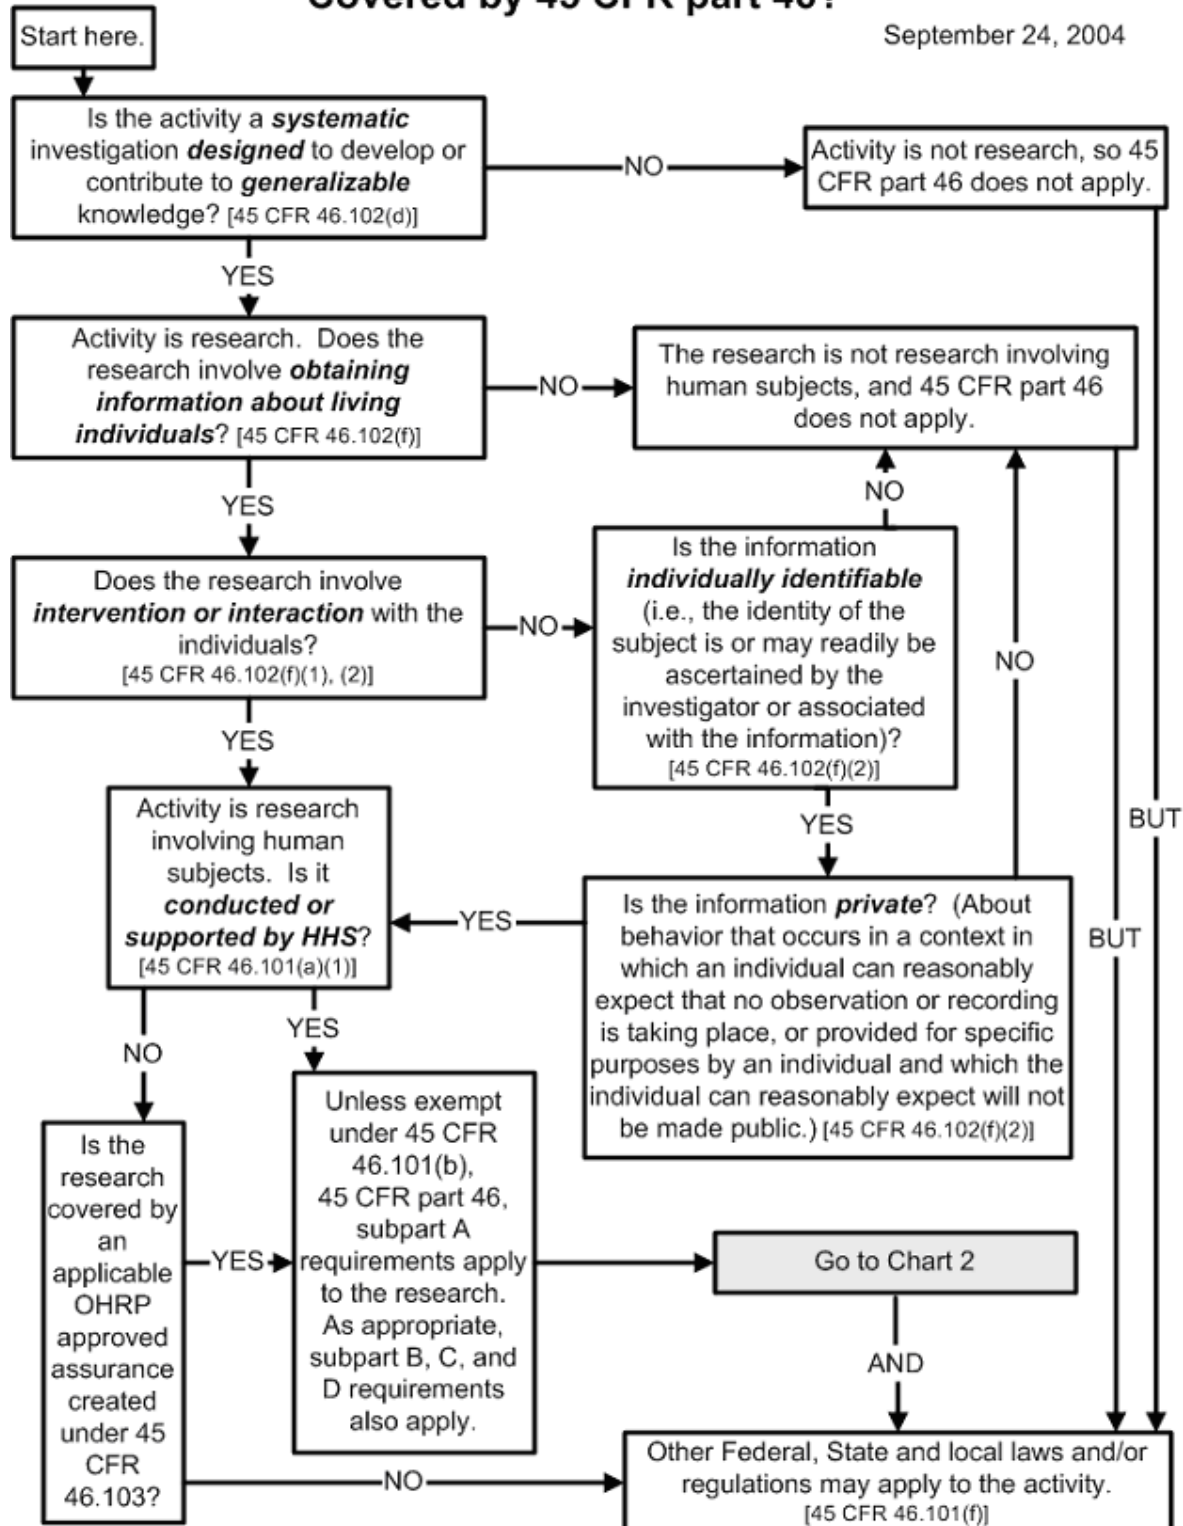 Covered by 45 CFR part 46?
Start here.
September 24, 2004
Is the activity a systematic
investigation designed to develop or
contribute to generalizable
knowledge? [45 CFR 46.102(d)]
NO
Activity is not research, so 45
CFR part 46 does not apply.
YES
Activity is research. Does the
research involve obtaining
information about living
individuals? [45 CFR 46.102(f)]
NO
The research is not research involving
human subjects, and 45 CFR part 46
does not apply.
YES
NO
Does the research involve
intervention or interaction with the
individuals?
[45 CFR 46.102(f)(1), (2)]
NO
Is the information
individually identifiable
(i.e., the identity of the
subject is or may readily be
ascertained by the
investigator or associated
with the information)?
[45 CFR 46.102(f)(2)]
NO
YES
YES
BUT
Activity is research
involving human
subjects. Is it
conducted or
supported by HHS?
[45 CFR 46.101(a)(1)]
YES
Is the information private? (About
behavior that occurs in a context in
which an individual can reasonably
expect that no observation or recording
is taking place, or provided for specific
purposes by an individual and which the
individual can reasonably expect will not
be made public.) [45 CFR 46.102(f)(2)]
BUT
NO
YES
Is the
research
covered by
an
applicable
OHRP
approved
assurance
created
under 45
CFR
46.103?
YES
Unless exempt
under 45 CFR
46.101(b),
45 CFR part 46,
subpart A
requirements apply
to the research.
As appropriate,
subpart B, C, and
D requirements
also apply.
Go to Chart 2
AND
NO
Other Federal, State and local laws and/or
regulations may apply to the activity.
[45 CFR 46.101(f)]